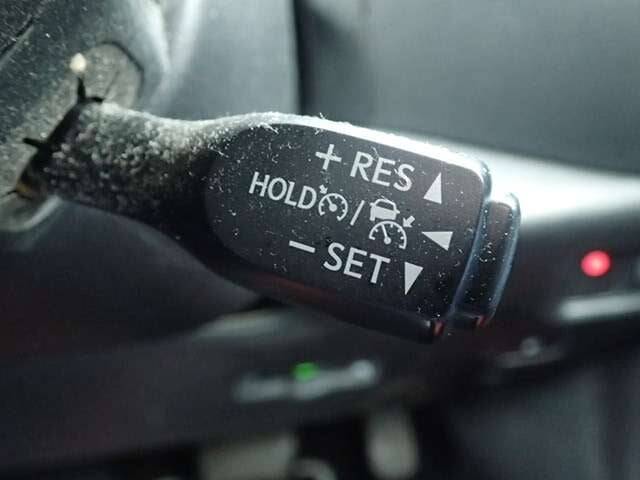 + RES
HOLD /
- SET